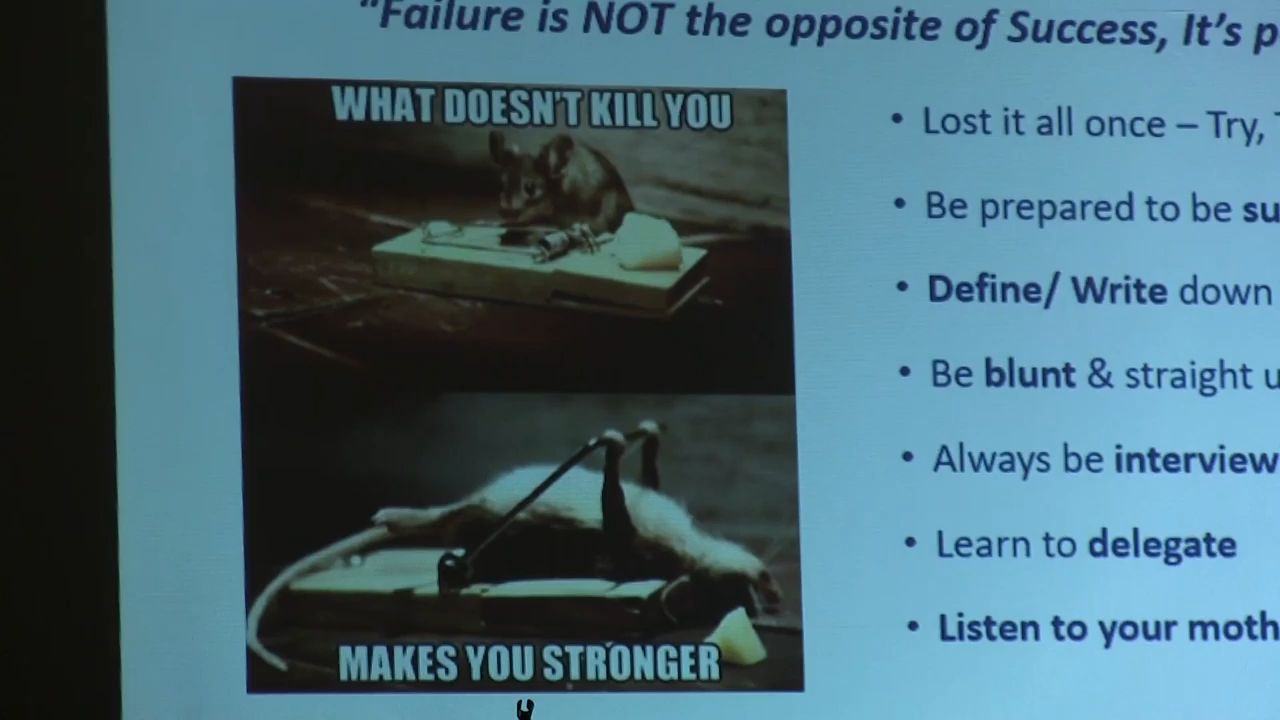 "Failure is NOT the opposite of Success, It's
WHAT DOESN'T KILL YOU
MAKES YOU STRONGER
• Lost it all once – Try,
• Be prepared to be
• Define/ Write down
• Be blunt & straight
• Always be interview
• Learn to delegate
• Listen to your